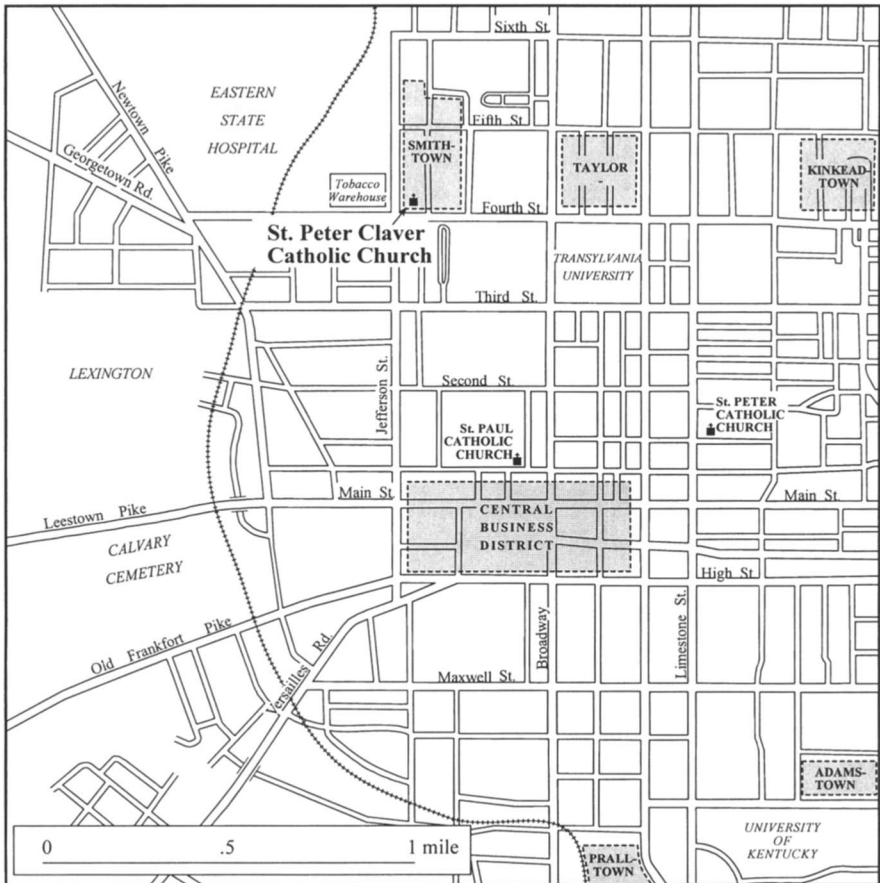 Sixth St.
EASTERN
STATE
HOSPITAL
Newtown Pike
Georgetown Rd.
Fifth St.
SMITH-
TOWN
TAYLOR
KINKEAD-
TOWN
Tobacco
Warehouse
Fourth St.
St. Peter Claver
Catholic Church
TRANSYLVANIA
UNIVERSITY
Third St.
LEXINGTON
Jefferson St.
Second St.
St. PAUL
CATHOLIC
CHURCH
St. PETER
CATHOLIC
CHURCH
Main St.
Main St.
Leestown Pike
CENTRAL
BUSINESS
DISTRICT
CALVARY
CEMETERY
High St.
Old Frankfort Pike
Versailles Rd.
Broadway
Limestone St.
Maxwell St.
ADAMS-
TOWN
UNIVERSITY
OF
KENTUCKY
PRALL-
TOWN
0 .5 1 mile